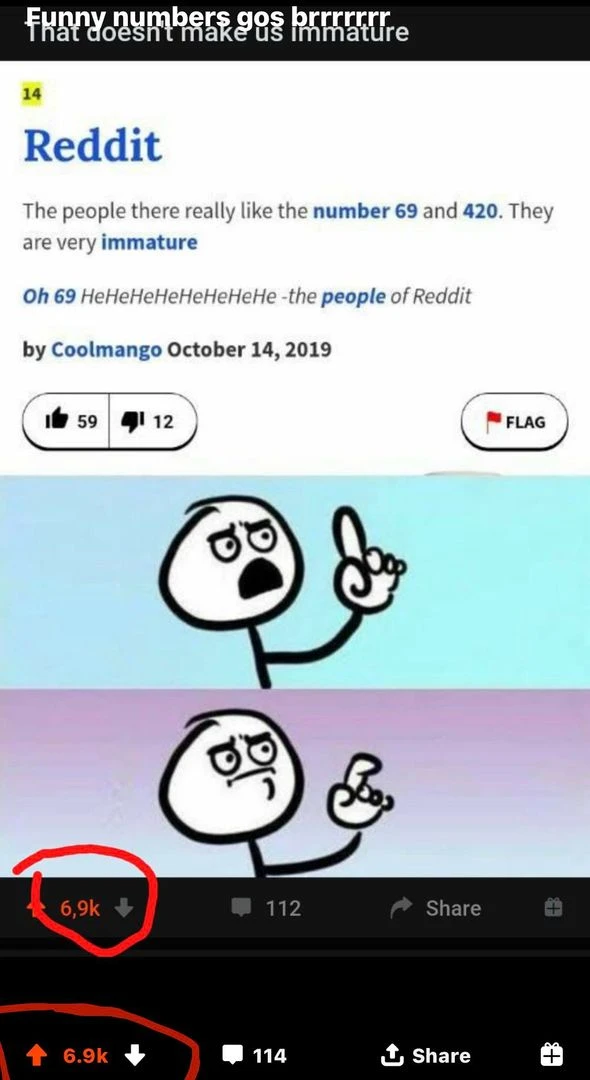 Funny numbers gos brrrrrrr
That doesn't make us immature
14
Reddit
The people there really like the number 69 and 420. They
are very immature
Oh 69 HeHeHeHeHeHeHeHe -the people of Reddit
by Coolmango October 14, 2019
59 12 FLAG
6,9k 112 Share
6.9k 114 Share